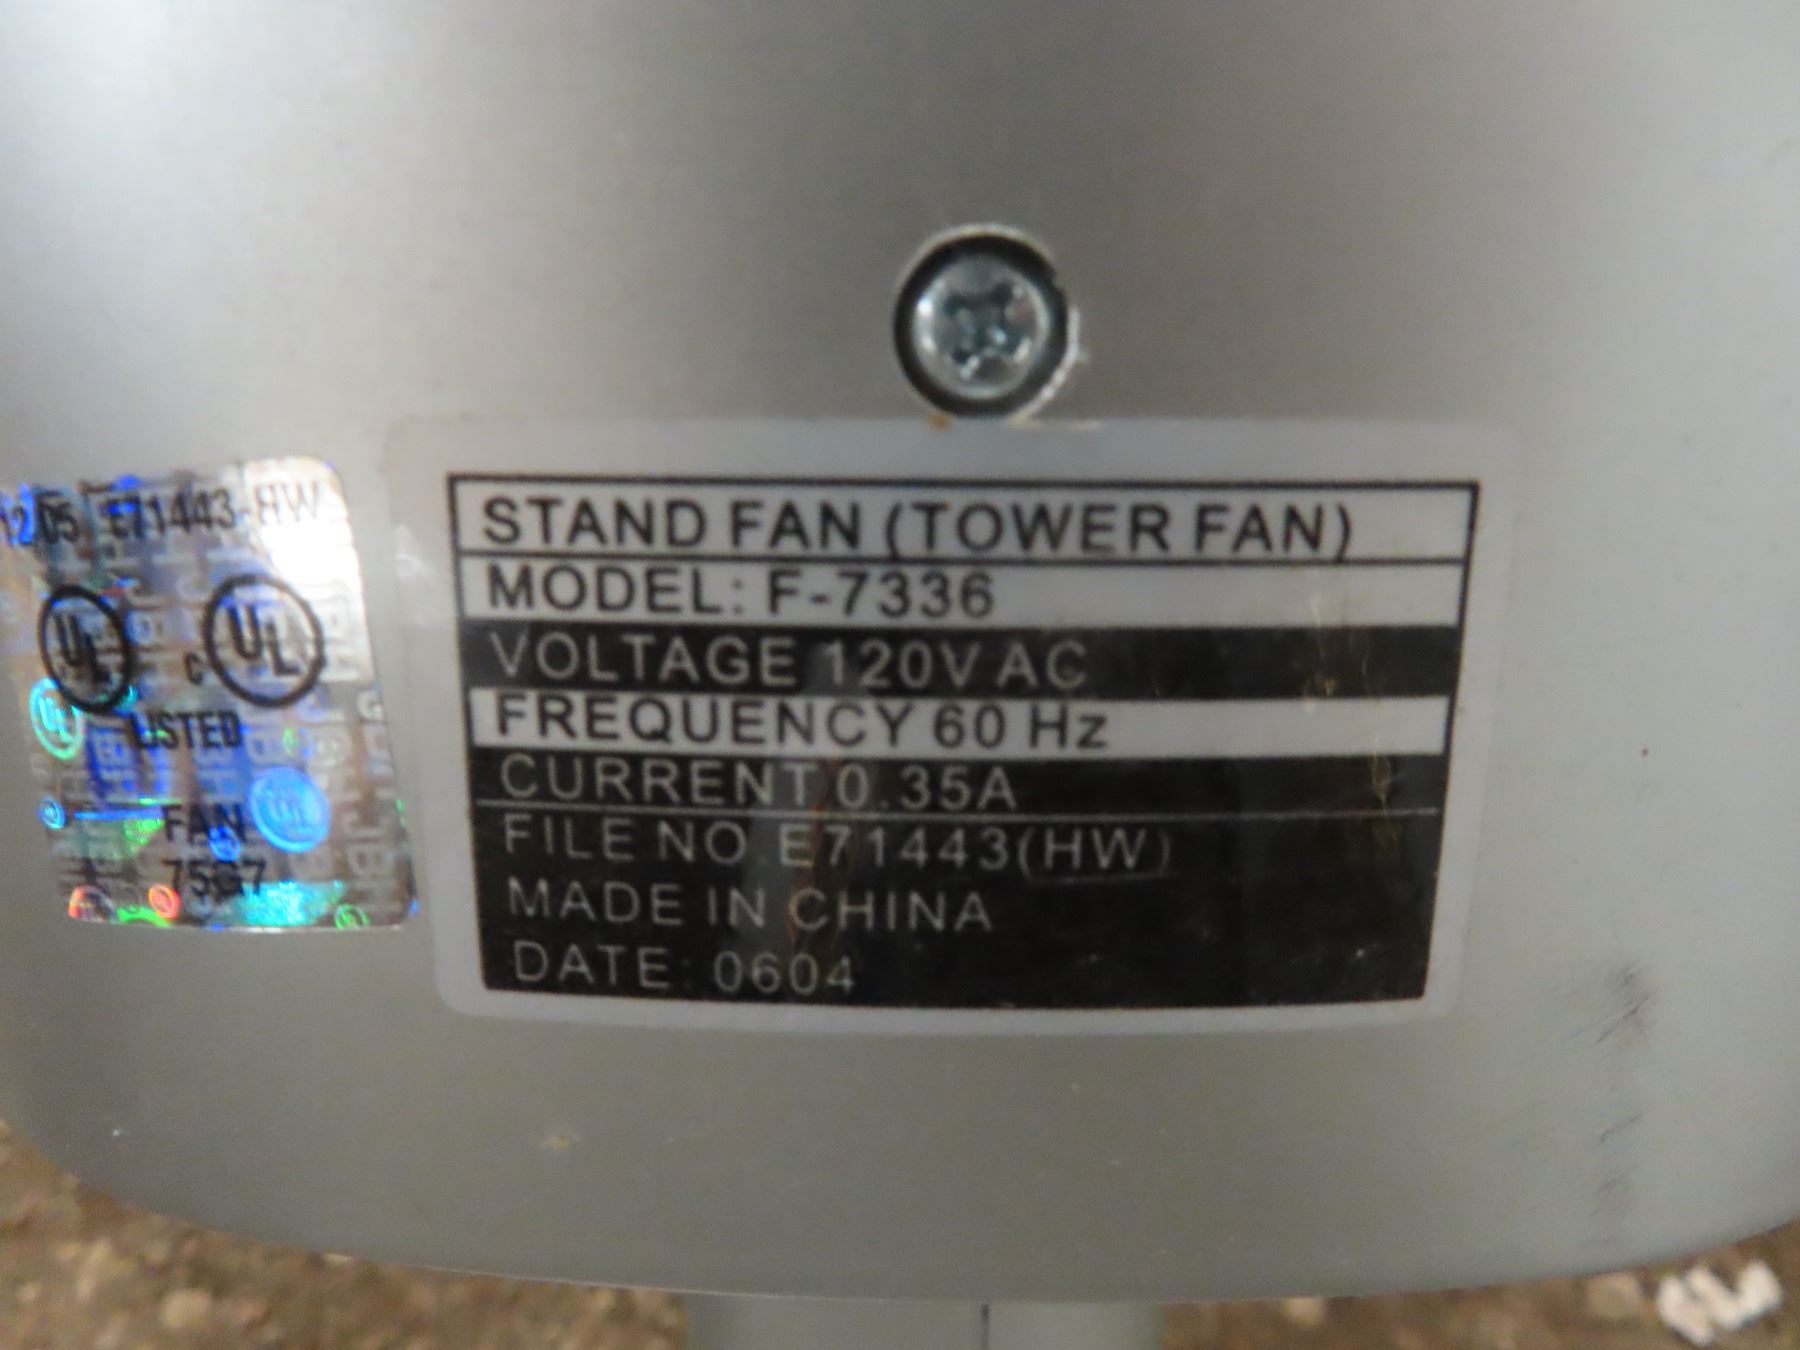 STAND FAN (TOWER FAN)
MODEL: F-7336
VOLTAGE 120V AC
FREQUENCY 60 Hz
CURRENT 0.35A
FILE NO. E71443(HW)
MADE IN CHINA
DATE: 0604
12/05 E71443-HW
UL c UL
LISTED
FAN